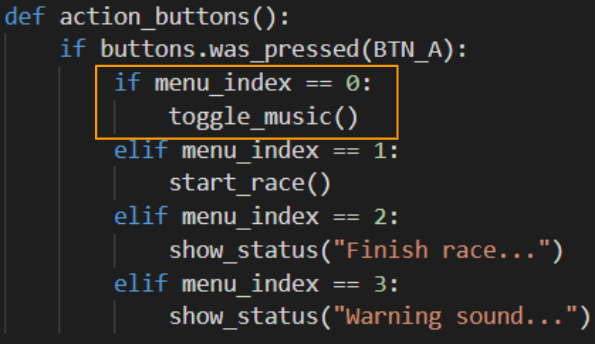 def action_buttons():
    if buttons.was_pressed(BTN_A):
        if menu_index == 0:
            toggle_music()
        elif menu_index == 1:
            start_race()
        elif menu_index == 2:
            show_status("Finish race...")
        elif menu_index == 3:
            show_status("Warning sound...")